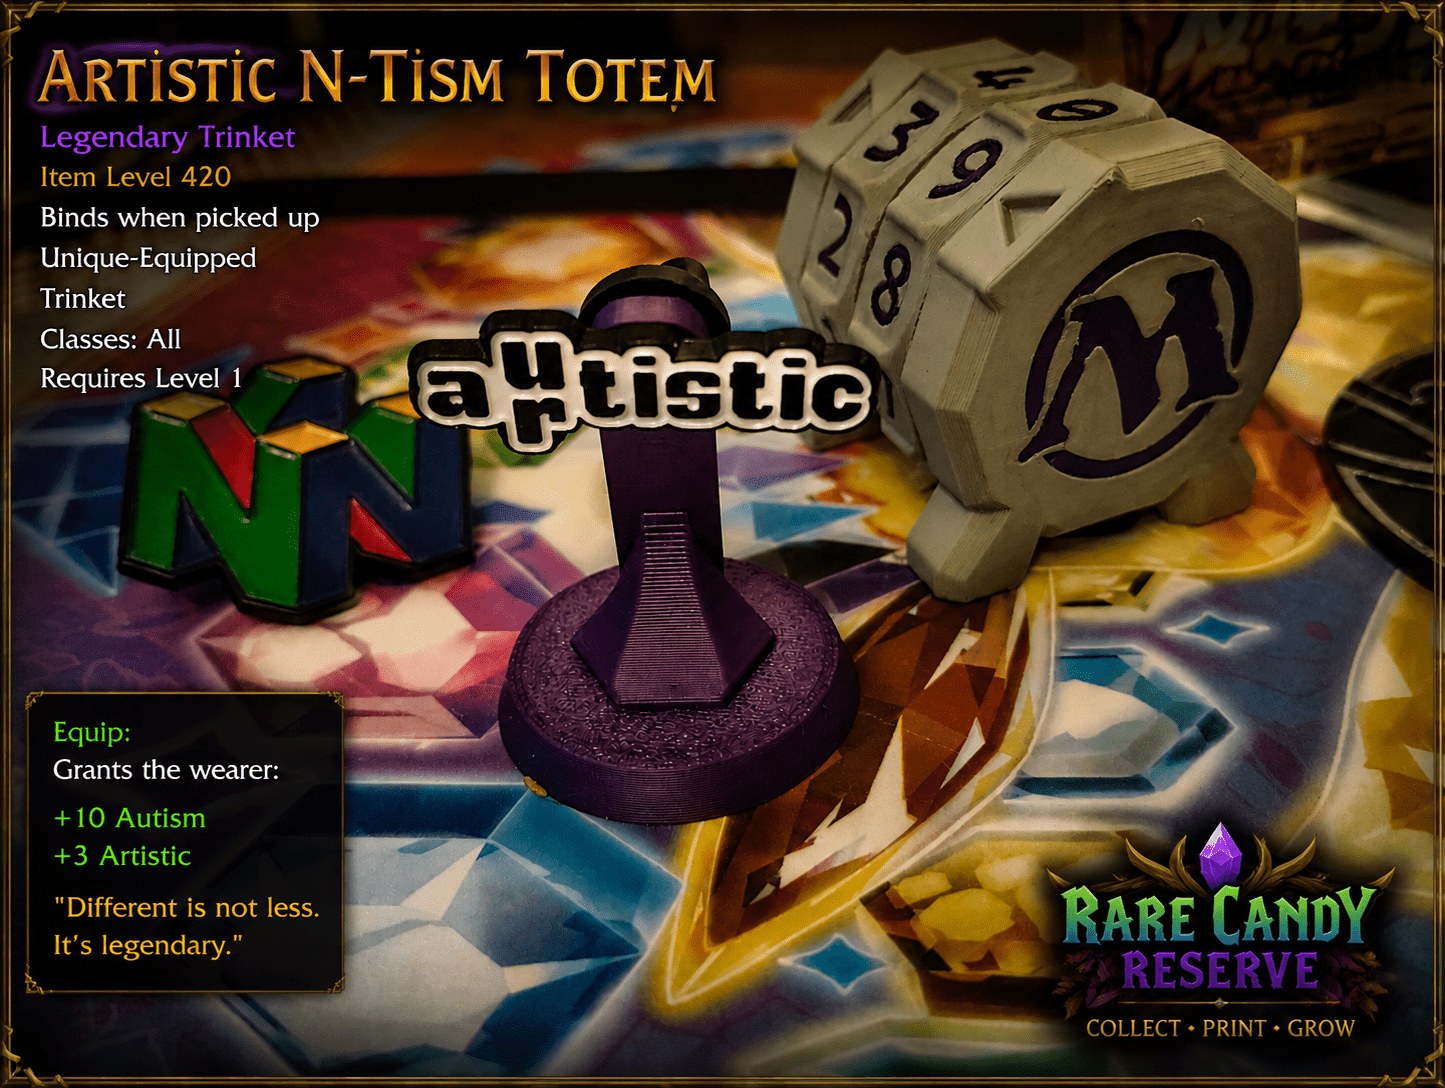 Artistic N-Tism Totem
Legendary Trinket
Item Level 420
Binds when picked up
Unique-Equipped
Trinket
Classes: All
Requires Level 1
4 0
3 9
2 8
M
aurtistic
Equip:
Grants the wearer:
+10 Autism
+3 Artistic
"Different is not less.
It's legendary."
Rare Candy
Reserve
COLLECT • PRINT • GROW